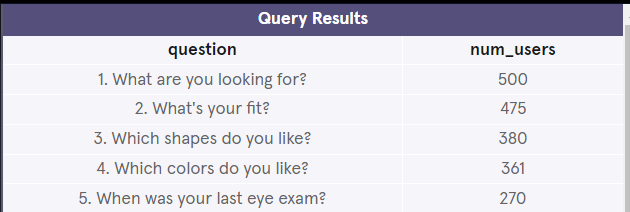 Query Results
question num_users
1. What are you looking for? 500
2. What's your fit? 475
3. Which shapes do you like? 380
4. Which colors do you like? 361
5. When was your last eye exam? 270